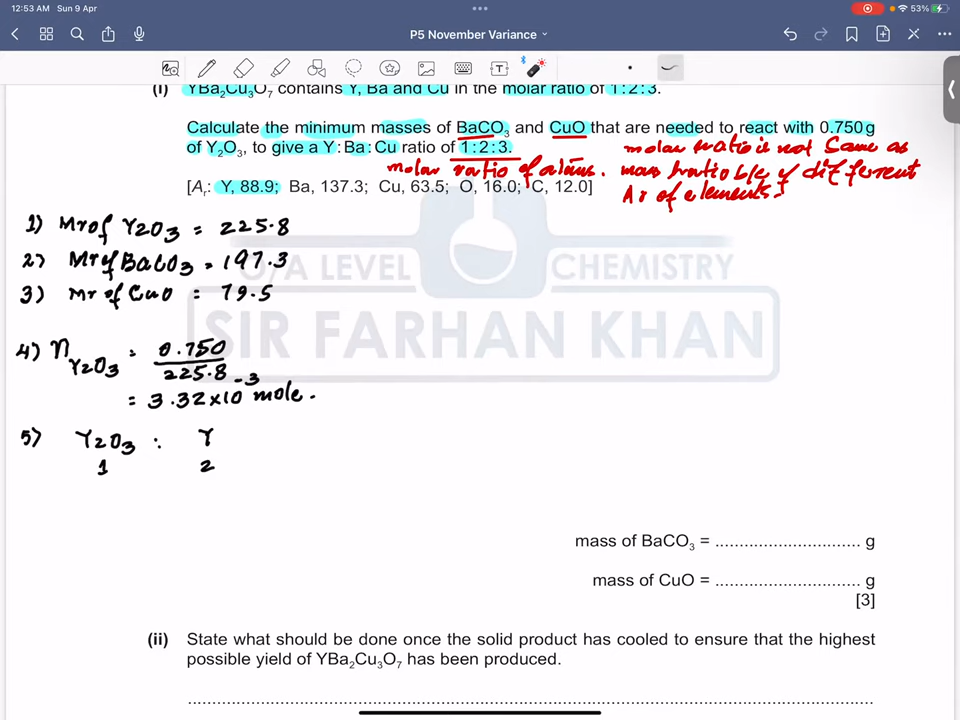 12:53 AM Sun 9 Apr
53%
P5 November Variance
(i) YBa₂Cu₃O₇ contains Y, Ba and Cu in the molar ratio of 1:2:3.
Calculate the minimum masses of BaCO₃ and CuO that are needed to react with 0.750 g
of Y₂O₃, to give a Y:Ba:Cu ratio of 1:2:3.
molar ratio is not same as
molar ratio of atoms.
mass ratio b/c of different
[Aᵣ: Y, 88.9; Ba, 137.3; Cu, 63.5; O, 16.0; C, 12.0]
Ar of elements.
1) Mr of Y2O3 = 225.8
2) Mr of BaCO3 = 197.3
3) Mr of CuO = 79.5
O/A LEVEL CHEMISTRY
SIR FARHAN KHAN
4) n Y2O3 = 0.750 / 225.8
= 3.32 x 10⁻³ mole.
5) Y2O3 : Y
1 2
mass of BaCO₃ = .............................. g
mass of CuO = ............................. g
[3]
(ii) State what should be done once the solid product has cooled to ensure that the highest
possible yield of YBa₂Cu₃O₇ has been produced.